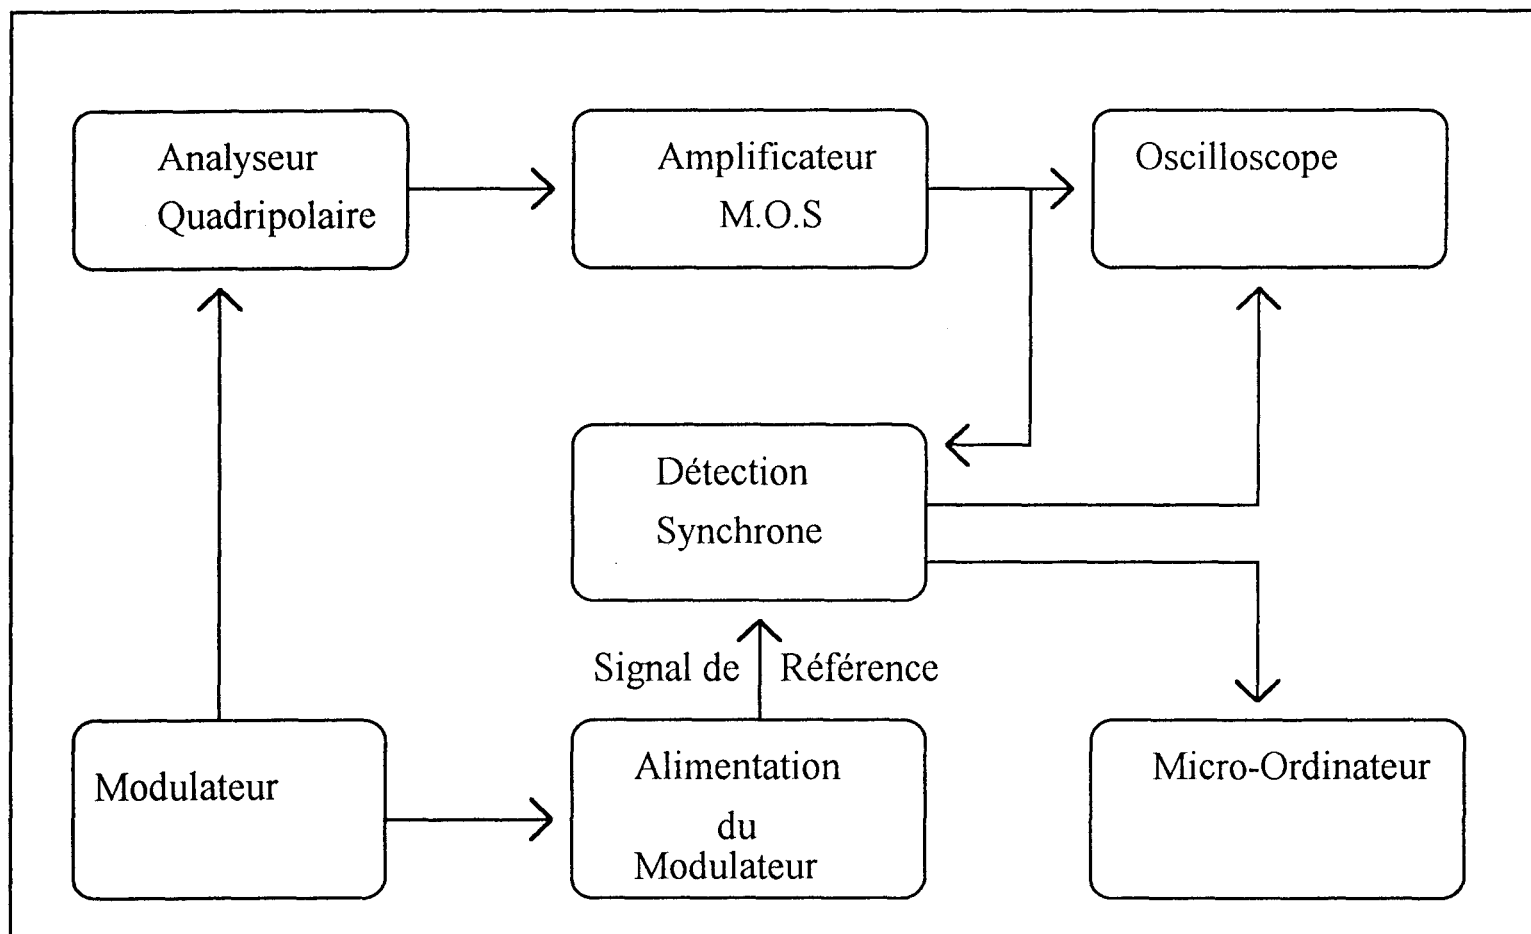 Analyseur
Quadripolaire
Amplificateur
M.O.S
Oscilloscope
Détection
Synchrone
Signal de Référence
Modulateur
Alimentation
du
Modulateur
Micro-Ordinateur